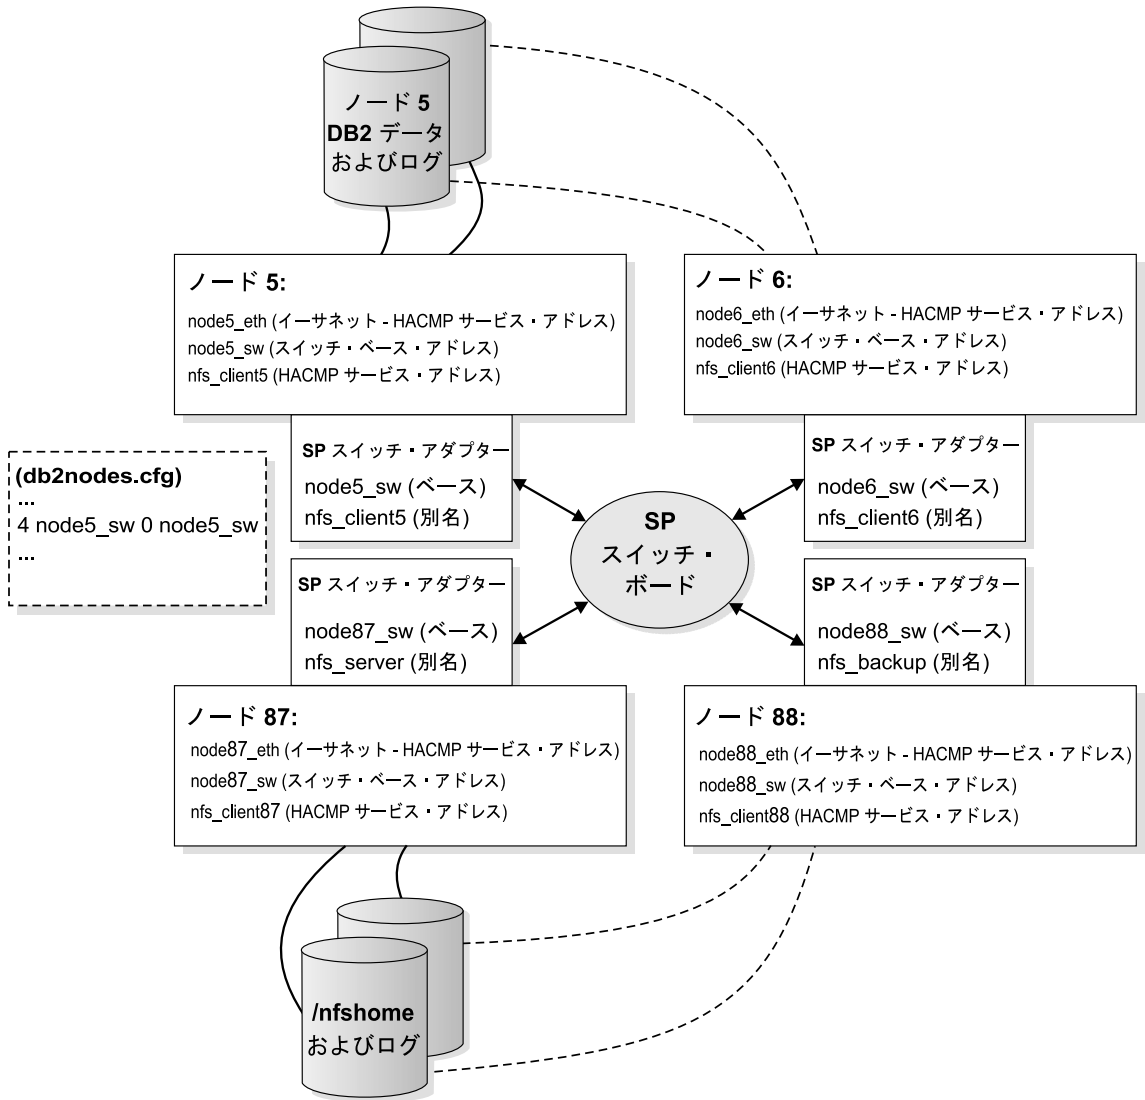 ノード 5
DB2 データ
およびログ
ノード 5:
node5_eth (イーサネット - HACMP サービス・アドレス)
node5_sw (スイッチ・ベース・アドレス)
nfs_client5 (HACMP サービス・アドレス)
ノード 6:
node6_eth (イーサネット - HACMP サービス・アドレス)
node6_sw (スイッチ・ベース・アドレス)
nfs_client6 (HACMP サービス・アドレス)
SP スイッチ・アダプター
node5_sw (ベース)
nfs_client5 (別名)
SP スイッチ・アダプター
node6_sw (ベース)
nfs_client6 (別名)
(db2nodes.cfg)
...
4 node5_sw 0 node5_sw
...
SP
スイッチ・
ボード
SP スイッチ・アダプター
node87_sw (ベース)
nfs_server (別名)
SP スイッチ・アダプター
node88_sw (ベース)
nfs_backup (別名)
ノード 87:
node87_eth (イーサネット - HACMP サービス・アドレス)
node87_sw (スイッチ・ベース・アドレス)
nfs_client87 (HACMP サービス・アドレス)
ノード 88:
node88_eth (イーサネット - HACMP サービス・アドレス)
node88_sw (スイッチ・ベース・アドレス)
nfs_client88 (HACMP サービス・アドレス)
/nfshome
およびログ